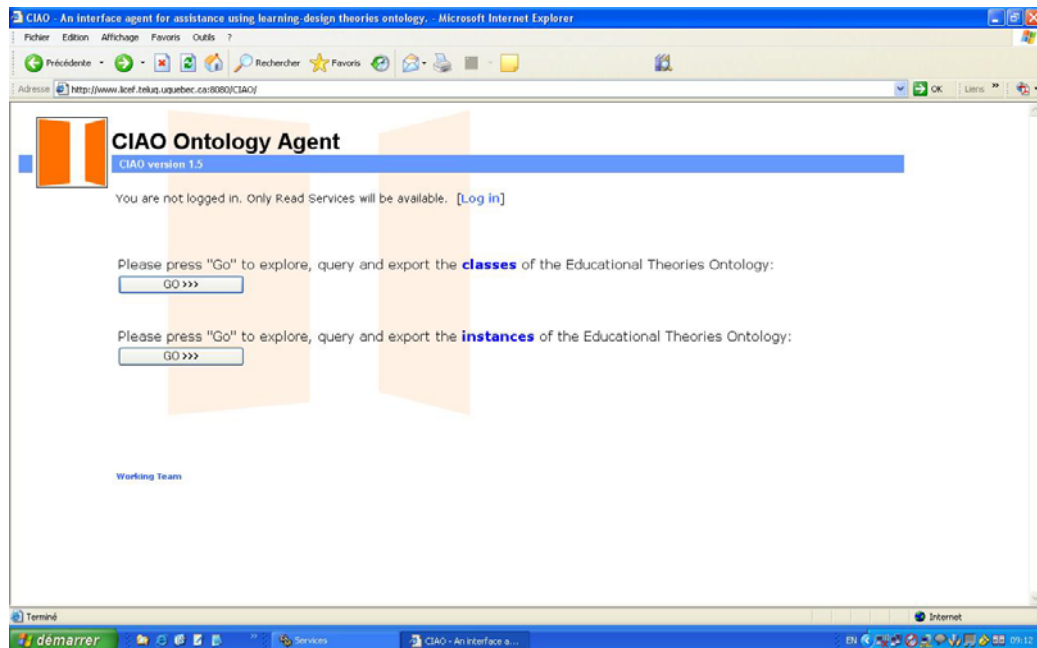 CIAO - An interface agent for assistance using learning-design theories ontology. - Microsoft Internet Explorer
Fichier Edition Affichage Favoris Outils ?
Précédente Rechercher Favoris
Adresse http://www.licef.teluq.uquebec.ca:8080/CIAO/ OK Liens »
CIAO Ontology Agent
CIAO version 1.5
You are not logged in. Only Read Services will be available. [Log in]
Please press "Go" to explore, query and export the classes of the Educational Theories Ontology:
GO >>>
Please press "Go" to explore, query and export the instances of the Educational Theories Ontology:
GO >>>
Working Team
Terminé Internet
démarrer » Services CIAO - An interface a... EN 09:12